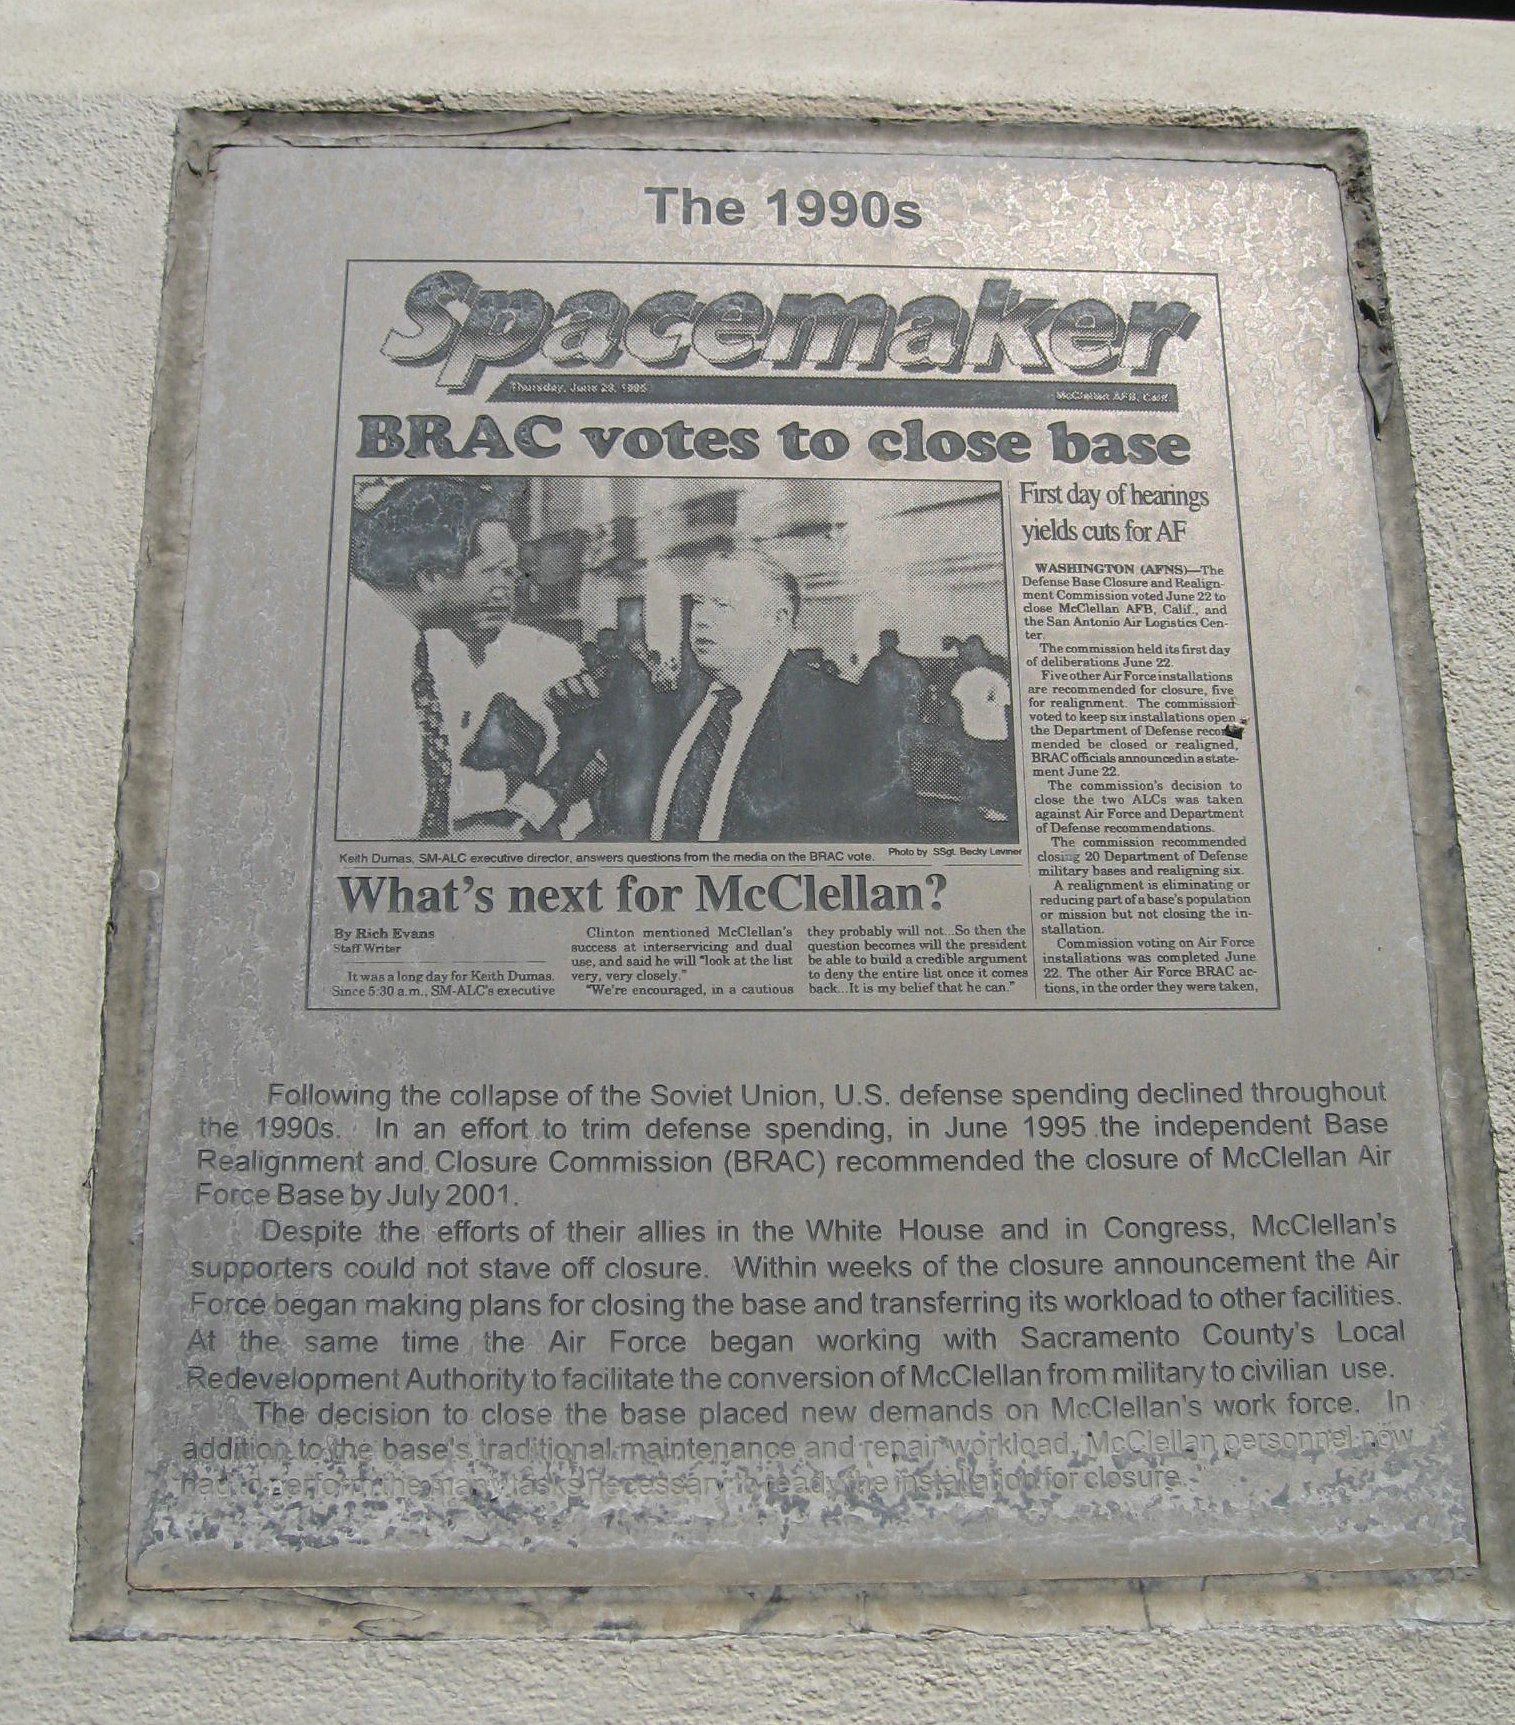 The 1990s
Spacemaker
Thursday, June 1995
McClellan AFB, Calif.
BRAC votes to close base
First day of hearings
yields cuts for AF
WASHINGTON (AFNS)—The
Defense Base Closure and Realign-
ment Commission voted June 22 to
close McClellan AFB, Calif., and
the San Antonio Air Logistics Cen-
ter.
The commission held its first day
of deliberations June 22.
Five other Air Force installations
are recommended for closure, five
for realignment. The commission
voted to keep six installations open
the Department of Defense recom-
mended be closed or realigned,
BRAC officials announced in a state-
ment June 22.
The commission's decision to
close the two ALCs was taken
against Air Force and Department
of Defense recommendations.
The commission recommended
closing 20 Department of Defense
military bases and realigning six.
A realignment is eliminating or
reducing part of a base's population
or mission but not closing the in-
stallation.
Commission voting on Air Force
installations was completed June
22. The other Air Force BRAC ac-
tions, in the order they were taken,
Keith Dumas, SM-ALC executive director, answers questions from the media on the BRAC vote.
Photo by SSgt. Becky Leviner
What's next for McClellan?
By Rich Evans
Staff Writer
It was a long day for Keith Dumas.
Since 5:30 a.m., SM-ALC's executive
Clinton mentioned McClellan's
success at interservicing and dual
use, and said he will "look at the list
very, very closely."
"We're encouraged, in a cautious
they probably will not...So then the
question becomes will the president
be able to build a credible argument
to deny the entire list once it comes
back...It is my belief that he can."
Following the collapse of the Soviet Union, U.S. defense spending declined throughout
the 1990s. In an effort to trim defense spending, in June 1995 the independent Base
Realignment and Closure Commission (BRAC) recommended the closure of McClellan Air
Force Base by July 2001.
Despite the efforts of their allies in the White House and in Congress, McClellan's
supporters could not stave off closure. Within weeks of the closure announcement the Air
Force began making plans for closing the base and transferring its workload to other facilities.
At the same time the Air Force began working with Sacramento County's Local
Redevelopment Authority to facilitate the conversion of McClellan from military to civilian use.
The decision to close the base placed new demands on McClellan's work force. In
addition to the base's traditional maintenance and repair workload, McClellan personnel now
had to perform the many tasks necessary to ready the installation for closure.